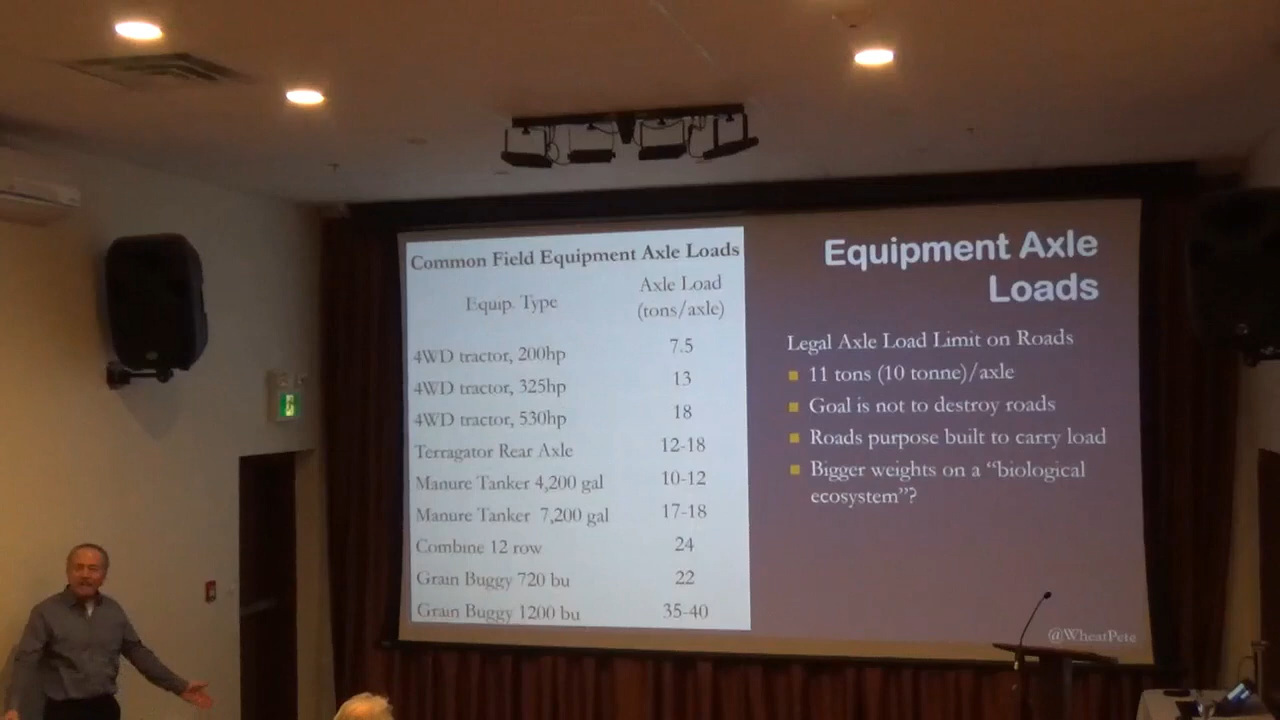 Common Field Equipment Axle Loads
Equip. Type
Axle Load
(tons/axle)
4WD tractor, 200hp 7.5
4WD tractor, 325hp 13
4WD tractor, 530hp 18
Terragator Rear Axle 12-18
Manure Tanker 4,200 gal 10-12
Manure Tanker 7,200 gal 17-18
Combine 12 row 24
Grain Buggy 720 bu 22
Grain Buggy 1200 bu 35-40
Equipment Axle
Loads
Legal Axle Load Limit on Roads
11 tons (10 tonne)/axle
Goal is not to destroy roads
Roads purpose built to carry load
Bigger weights on a “biological
ecosystem”?
@WheatPete